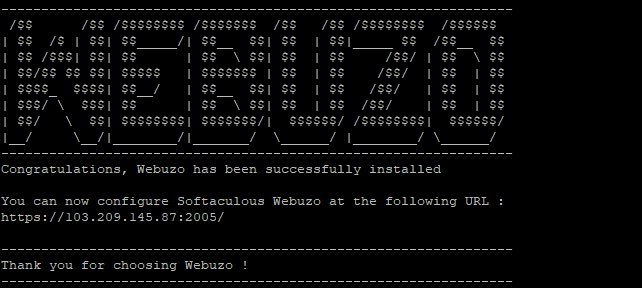 ----------------------------------------------------------------
 /$$      /$$ /$$$$$$$$ /$$$$$$$  /$$   /$$ /$$$$$$$$  /$$$$$$
| $$  /$ | $$| $$_____/| $$__  $$| $$  | $$|_____ $$  /$$__  $$
| $$ /$$$| $$| $$      | $$  \ $$| $$  | $$     /$$/ | $$  \ $$
| $$/$$ $$ $$| $$$$$   | $$$$$$$ | $$  | $$    /$$/  | $$  | $$
| $$$$_  $$$$| $$__/   | $$__  $$| $$  | $$   /$$/   | $$  | $$
| $$$/ \  $$$| $$      | $$  \ $$| $$  | $$  /$$/    | $$  | $$
| $$/   \  $$| $$$$$$$$| $$$$$$$/|  $$$$$$/ /$$$$$$$$|  $$$$$$/
|__/     \__/|________/|_______/  \______/ |________/ \______/
----------------------------------------------------------------
Congratulations, Webuzo has been successfully installed
You can now configure Softaculous Webuzo at the following URL :
https://103.209.145.87:2005/
----------------------------------------------------------------
Thank you for choosing Webuzo !
----------------------------------------------------------------